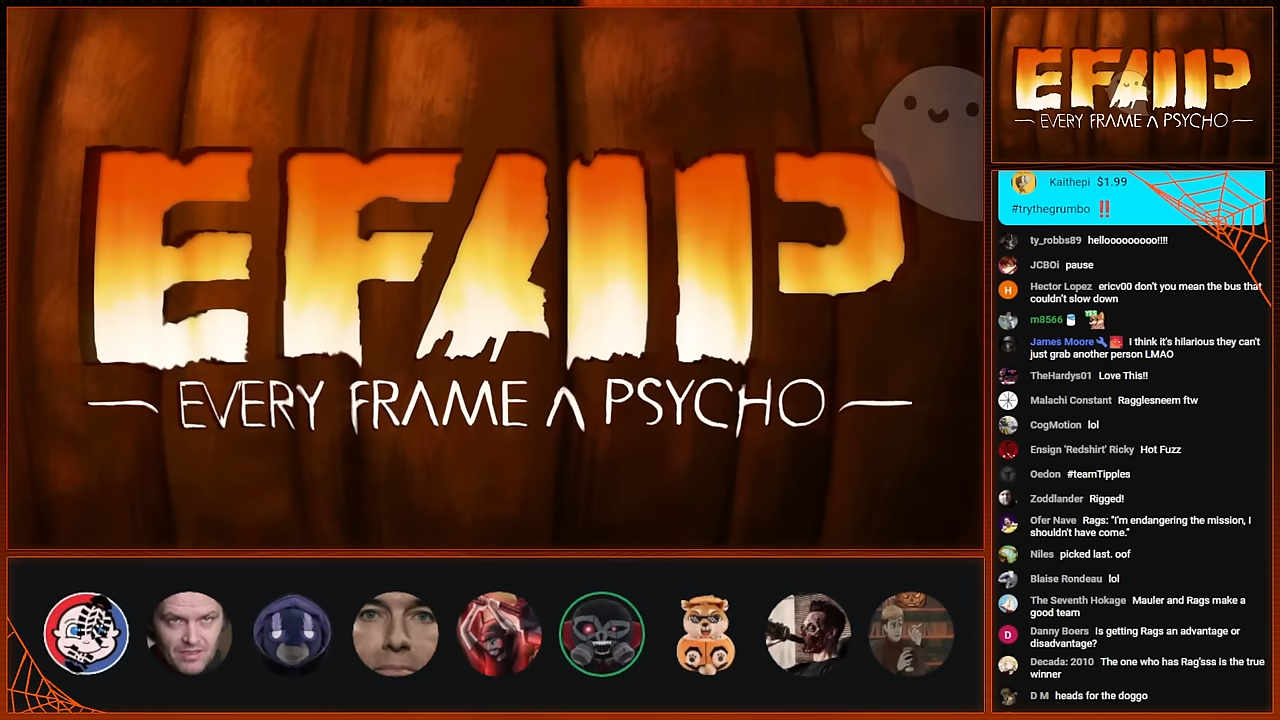 EFAIIP
EVERY FRAME A PSYCHO
EFAIIP
EVERY FRAME A PSYCHO
Kaithepi $1.99
#trythegrumbo ‼️
ty_robbs89 hellooooooooo!!!!
JCBOi pause
Hector Lopez ericv00 don't you mean the bus that
couldn't slow down
m8566 YES
James Moore I think it's hilarious they can't
just grab another person LMAO
TheHardys01 Love This!!
Malachi Constant Ragglesneem ftw
CogMotion lol
Ensign 'Redshirt' Ricky Hot Fuzz
Oedon #teamTipples
Zoddlander Rigged!
Ofer Nave Rags: "I'm endangering the mission, I
shouldn't have come."
Niles picked last. oof
Blaise Rondeau lol
The Seventh Hokage Mauler and Rags make a
good team
Danny Boers Is getting Rags an advantage or
disadvantage?
Decada: 2010 The one who has Rag'sss is the true
winner
D M heads for the doggo
H
D